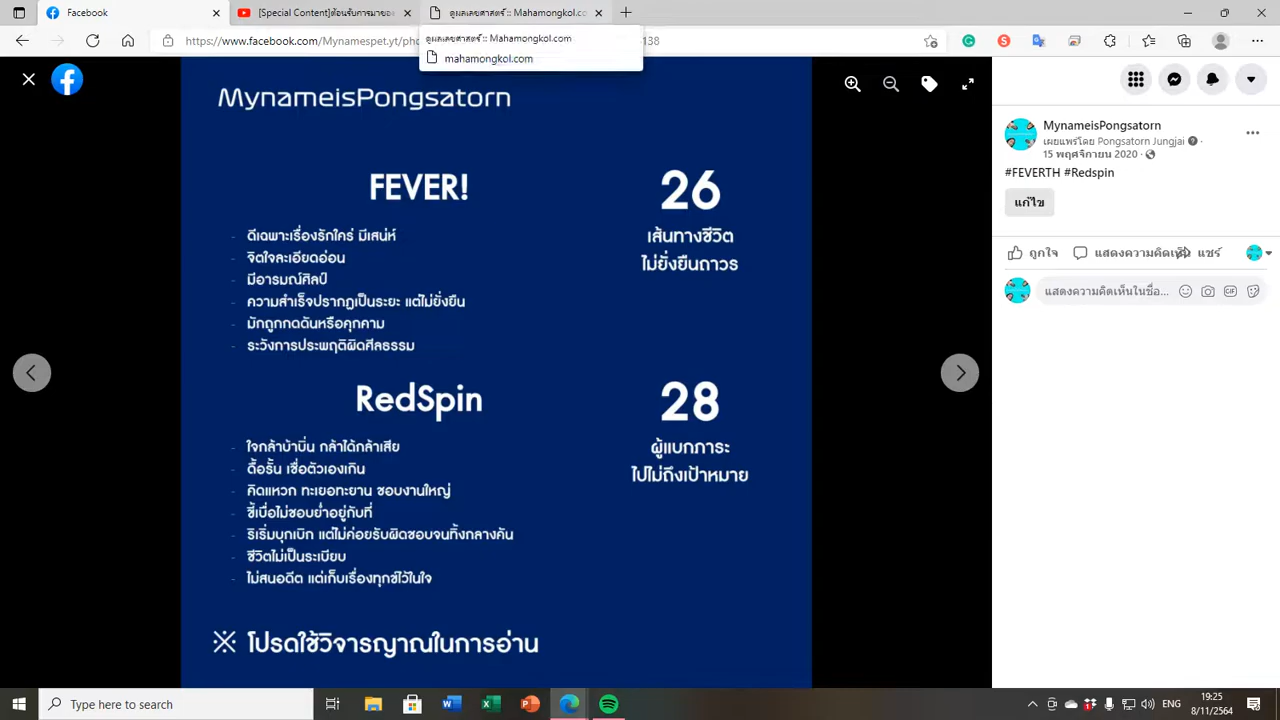 Facebook
[Special Content]ต้อนรับการมาของ
ดูและเลขศาสตร์ :: Mahamongkol.co
https://www.facebook.com/Mynamespet.yt/pho
138
ดูและเลขศาสตร์ :: Mahamongkol.com
mahamongkol.com
MynameisPongsatorn
FEVER!
26
- ดีเฉพาะเรื่องรักใคร่ มีเสน่ห์
เส้นทางชีวิต
- จิตใจละเอียดอ่อน
ไม่ยั่งยืนถาวร
- มีอารมณ์ศิลป์
- ความสำเร็จปรากฏเป็นระยะ แต่ไม่ยั่งยืน
- มักถูกกดดันหรือคุกคาม
- ระวังการประพฤติผิดศีลธรรม
RedSpin
28
- ใจกล้าบ้าบิ่น กล้าได้กล้าเสีย
ผู้แบกภาระ
- ดื้อรั้น เชื่อตัวเองเกิน
ไปไม่ถึงเป้าหมาย
- คิดแหวก ทะเยอทะยาน ชอบงานใหญ่
- ขี้เบื่อไม่ชอบย่ำอยู่กับที่
- ริเริ่มบุกเบิก แต่ไม่ค่อยรับผิดชอบจนทิ้งกลางคัน
- ชีวิตไม่เป็นระเบียบ
- ไม่สนอดีต แต่เก็บเรื่องทุกข์ไว้ในใจ
※ โปรดใช้วิจารญาณในการอ่าน
MynameisPongsatorn
เผยแพร่โดย Pongsatorn Jungjai
15 พฤศจิกายน 2020
#FEVERTH #Redspin
แก้ไข
ถูกใจ
แสดงความคิดเห็น
แชร์
แสดงความคิดเห็นในชื่อ...
GIF
Type here to search
ENG
19:25
8/11/2564